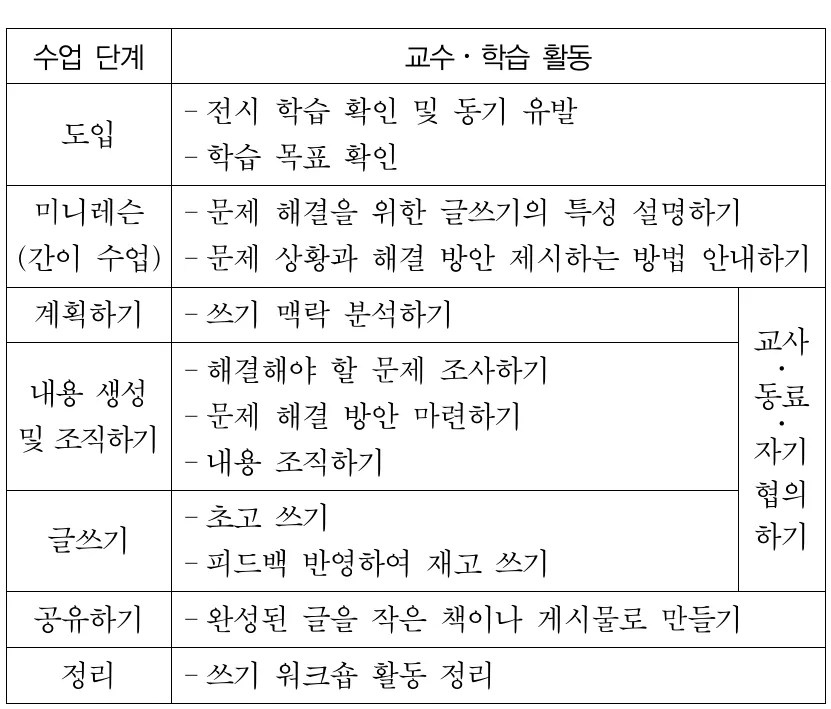 수업 단계
교수·학습 활동
도입
- 전시 학습 확인 및 동기 유발
- 학습 목표 확인
미니레슨
(간이 수업)
- 문제 해결을 위한 글쓰기의 특성 설명하기
- 문제 상황과 해결 방안 제시하는 방법 안내하기
계획하기
- 쓰기 맥락 분석하기
내용 생성
및 조직하기
- 해결해야 할 문제 조사하기
- 문제 해결 방안 마련하기
- 내용 조직하기
글쓰기
- 초고 쓰기
- 피드백 반영하여 재고 쓰기
교사
·
동료
·
자기
협의
하기
공유하기
- 완성된 글을 작은 책이나 게시물로 만들기
정리
- 쓰기 워크숍 활동 정리